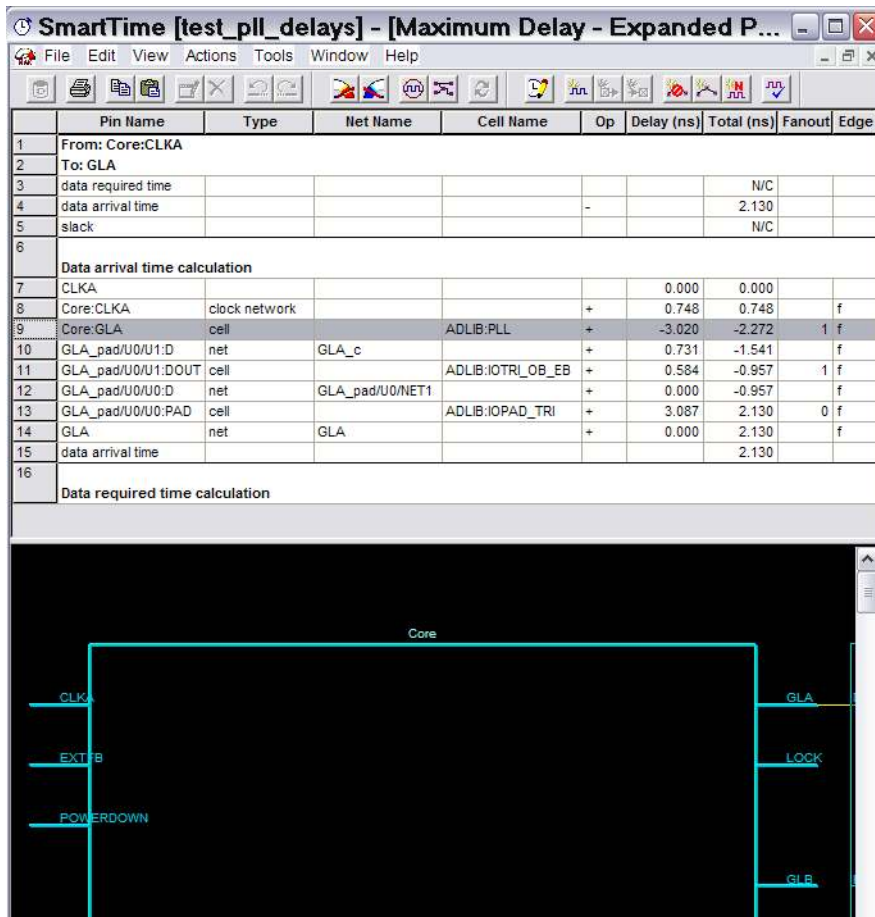 SmartTime [test_pll_delays] - [Maximum Delay - Expanded P...
File Edit View Actions Tools Window Help
Pin Name Type Net Name Cell Name Op Delay (ns) Total (ns) Fanout Edge
1 From: Core:CLKA
2 To: GLA
3 data required time N/C
4 data arrival time - 2.130
5 slack N/C
6 Data arrival time calculation
7 CLKA 0.000 0.000
8 Core:CLKA clock network + 0.748 0.748 f
9 Core:GLA cell ADLIB:PLL + -3.020 -2.272 1 f
10 GLA_pad/U0/U1:D net GLA_c + 0.731 -1.541 f
11 GLA_pad/U0/U1:DOUT cell ADLIB:IOTRI_OB_EB + 0.584 -0.957 1 f
12 GLA_pad/U0/U0:D net GLA_pad/U0/NET1 + 0.000 -0.957 f
13 GLA_pad/U0/U0:PAD cell ADLIB:IOPAD_TRI + 3.087 2.130 0 f
14 GLA net GLA + 0.000 2.130 f
15 data arrival time 2.130
16 Data required time calculation
Core
CLKA GLA
EXTFB LOCK
POWERDOWN
GLB